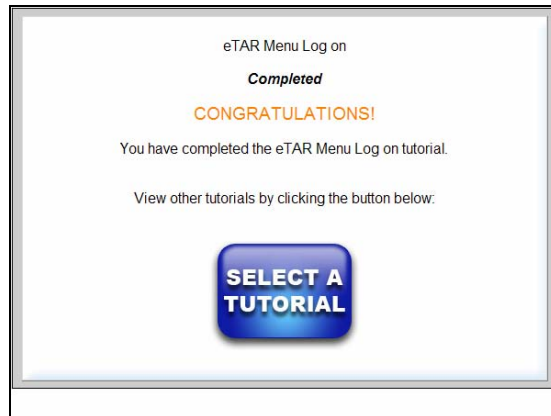 eTAR Menu Log on
Completed
CONGRATULATIONS!
You have completed the eTAR Menu Log on tutorial.
View other tutorials by clicking the button below:
SELECT A
TUTORIAL